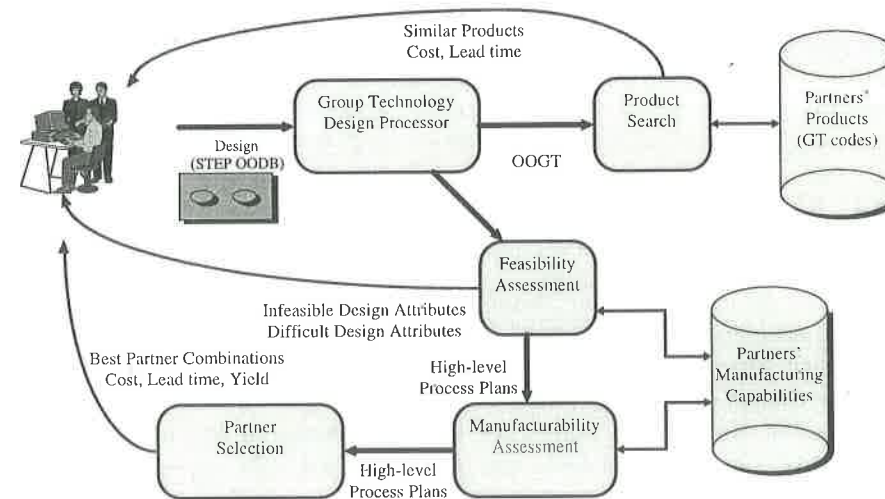 Similar Products
Cost, Lead time
Group Technology
Design Processor
Product
Search
Partners'
Products
(GT codes)
Design
(STEP OODB)
OOGT
Feasibility
Assessment
Infeasible Design Attributes
Difficult Design Attributes
Best Partner Combinations
Cost, Lead time, Yield
High-level
Process Plans
Partners'
Manufacturing
Capabilities
Partner
Selection
Manufacturability
Assessment
High-level
Process Plans